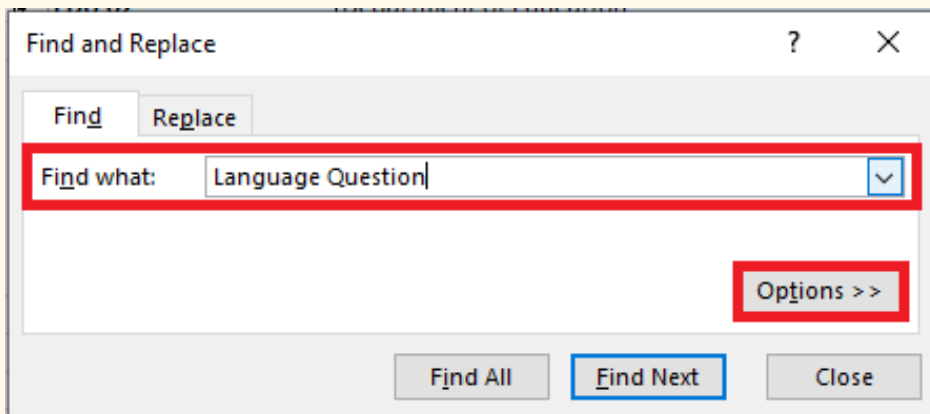 Find and Replace ?
Find Replace
Find what: Language Question
Options >>
Find All Find Next Close